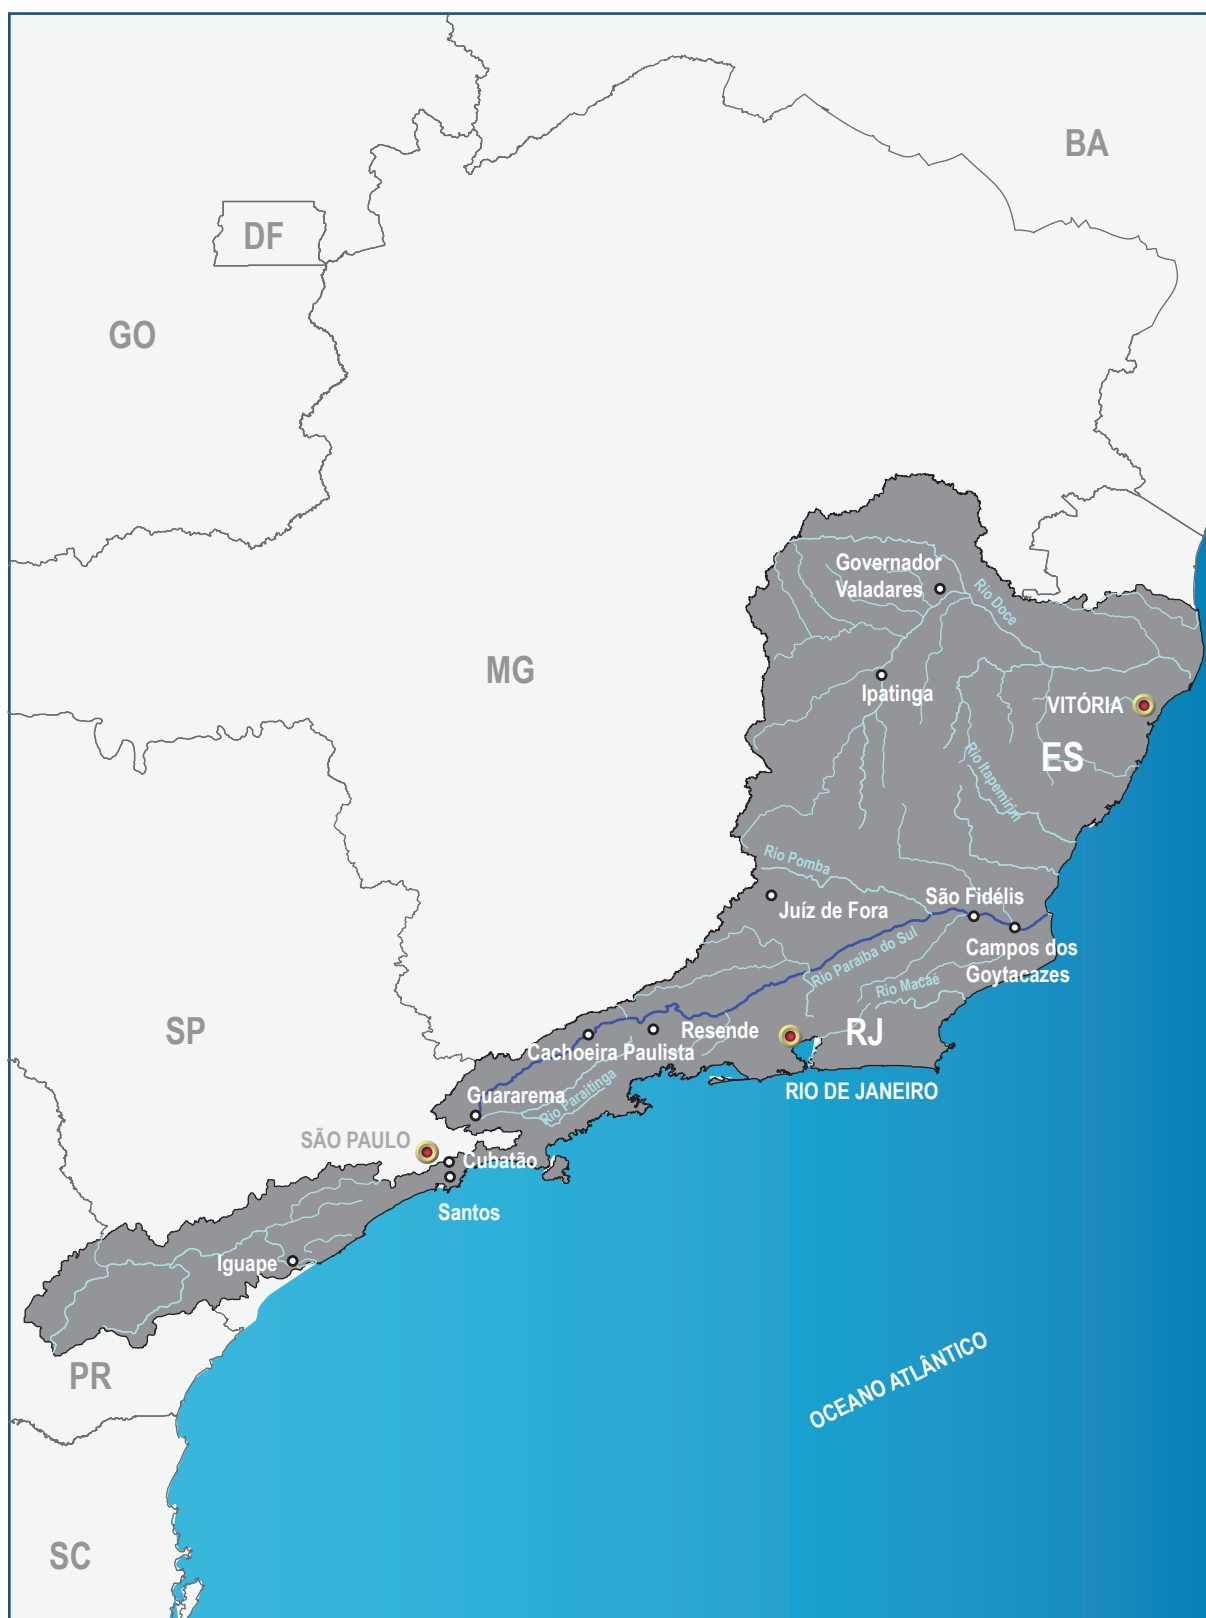 BA
DF
GO
Governador
Valadares
Rio Doce
MG
Ipatinga
VITÓRIA
ES
Rio Itapemirim
Rio Pomba
São Fidélis
Juíz de Fora
Campos dos
Goytacazes
Rio Paraíba do Sul
Rio Macaé
SP
Resende
RJ
Cachoeira Paulista
Rio Paraitinga
RIO DE JANEIRO
Guararema
SÃO PAULO
Cubatão
Santos
Iguape
OCEANO ATLÂNTICO
PR
SC